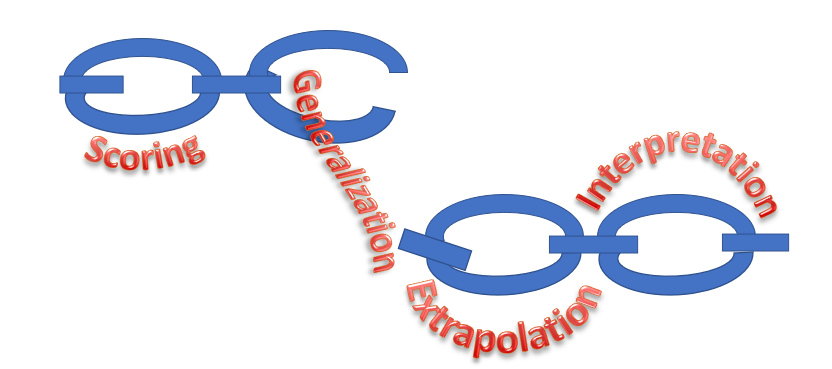 Scoring
Generalization
Extrapolation
Interpretation